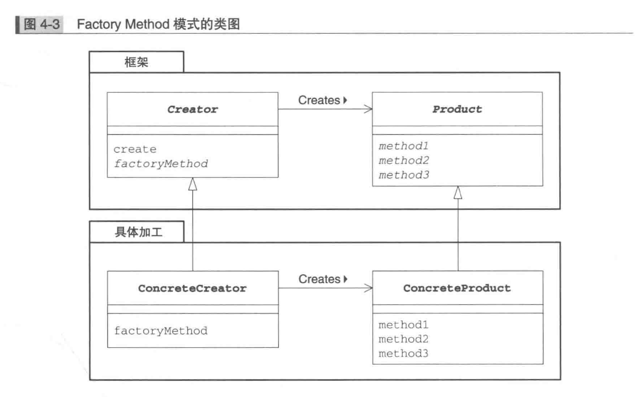 图 4-3 Factory Method 模式的类图
框架
Creator
Creates
Product
create
factoryMethod
method1
method2
method3
具体加工
ConcreteCreator
Creates
ConcreteProduct
factoryMethod
method1
method2
method3